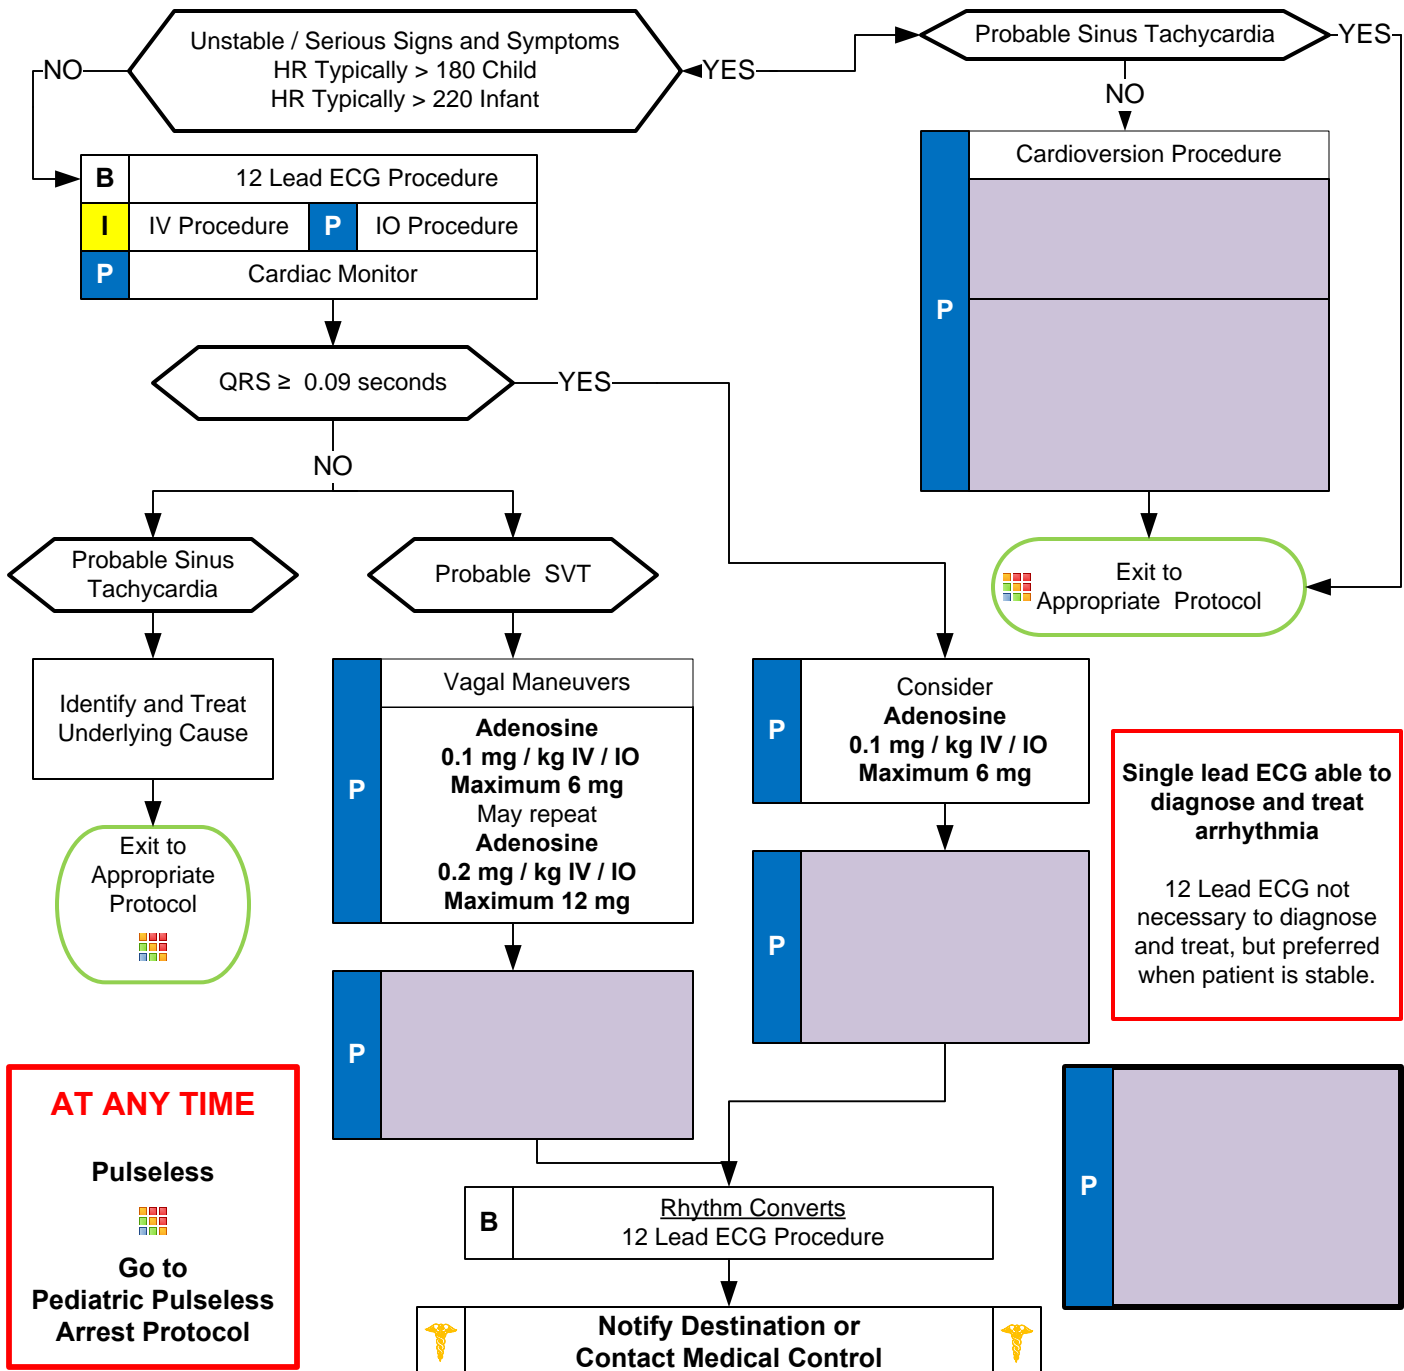 Unstable / Serious Signs and Symptoms
HR Typically > 180 Child
HR Typically > 220 Infant
NO
YES
Probable Sinus Tachycardia
YES
NO
B
12 Lead ECG Procedure
I
IV Procedure
P
IO Procedure
P
Cardiac Monitor
P
Cardioversion Procedure
QRS ≥ 0.09 seconds
YES
NO
Probable Sinus
Tachycardia
Probable SVT
Exit to
Appropriate Protocol
Identify and Treat
Underlying Cause
P
Vagal Maneuvers
Adenosine
0.1 mg / kg IV / IO
Maximum 6 mg
May repeat
Adenosine
0.2 mg / kg IV / IO
Maximum 12 mg
P
Consider
Adenosine
0.1 mg / kg IV / IO
Maximum 6 mg
Single lead ECG able to
diagnose and treat
arrhythmia
12 Lead ECG not
necessary to diagnose
and treat, but preferred
when patient is stable.
Exit to
Appropriate
Protocol
P
P
AT ANY TIME
Pulseless
Go to
Pediatric Pulseless
Arrest Protocol
P
B
Rhythm Converts
12 Lead ECG Procedure
Notify Destination or
Contact Medical Control